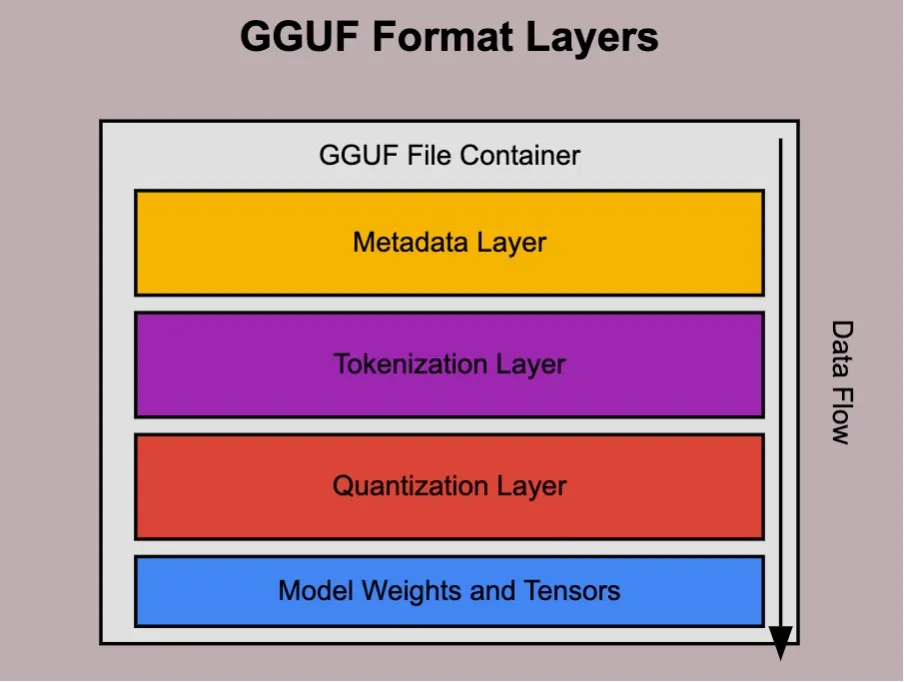 GGUF Format Layers
GGUF File Container
Metadata Layer
Tokenization Layer
Quantization Layer
Model Weights and Tensors
Data Flow